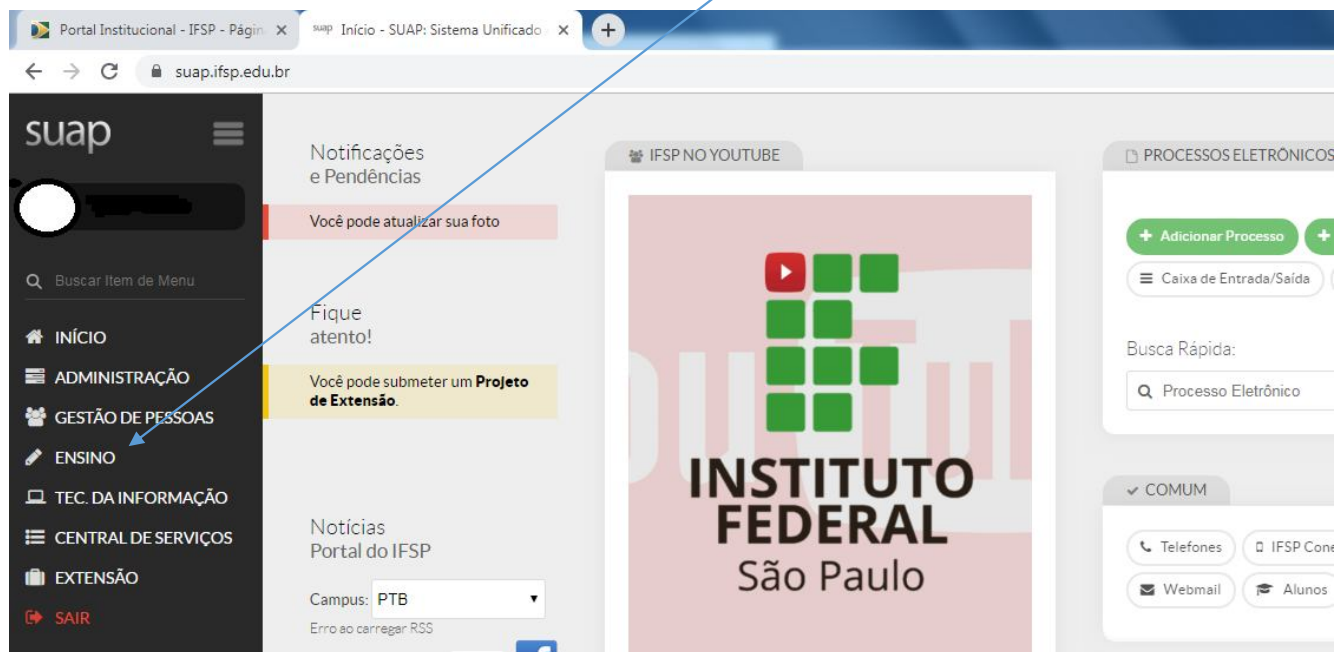 Portal Institucional - IFSP - Págin
suap Início - SUAP: Sistema Unificado
suap.ifsp.edu.br
suap
Buscar Item de Menu
INÍCIO
ADMINISTRAÇÃO
GESTÃO DE PESSOAS
ENSINO
TEC. DA INFORMAÇÃO
CENTRAL DE SERVIÇOS
EXTENSÃO
SAIR
Notificações
e Pendências
Você pode atualizar sua foto
Fique
atento!
Você pode submeter um Projeto
de Extensão.
Notícias
Portal do IFSP
Campus: PTB
Erro ao carregar RSS
IFSP NO YOUTUBE
INSTITUTO
FEDERAL
São Paulo
PROCESSOS ELETRÔNICOS
Adicionar Processo
Caixa de Entrada/Saída
Busca Rápida:
Processo Eletrônico
COMUM
Telefones IFSP Cone
Webmail Alunos